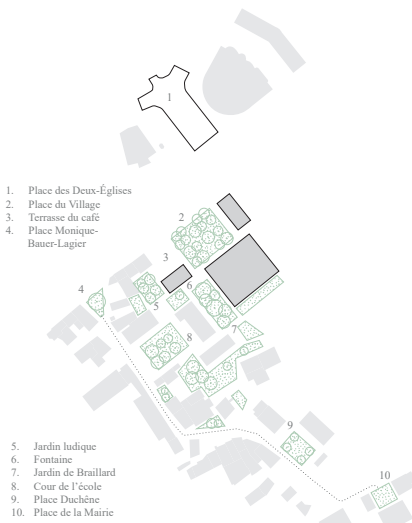 1
1. Place des Deux-Églises
2. Place du Village
3. Terrasse du café
4. Place Monique-
Bauer-Lagier
2
3
4
6
5
7
8
5. Jardin ludique
6. Fontaine
7. Jardin de Braillard
8. Cour de l'école
9. Place Duchêne
10. Place de la Mairie
9
10